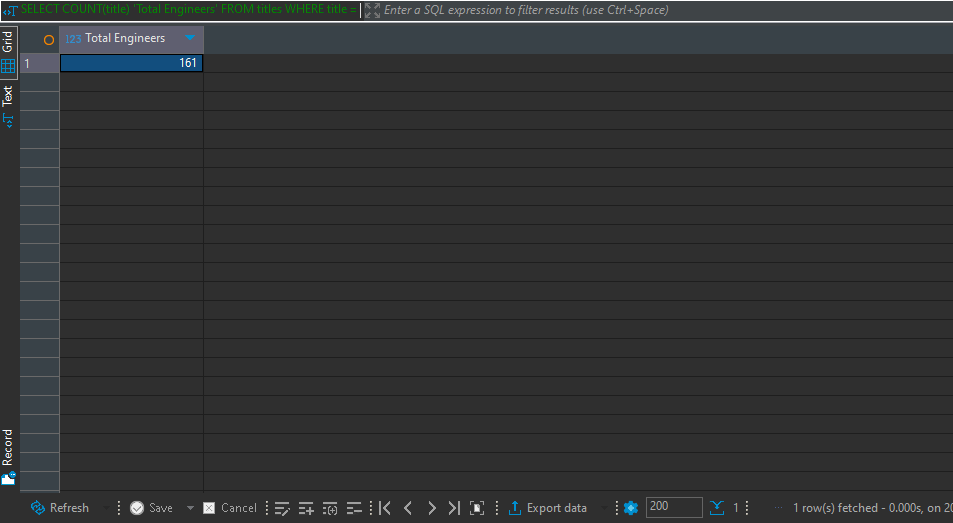 SELECT COUNT(title) 'Total Engineers' FROM titles WHERE title = Enter a SQL expression to filter results (use Ctrl+Space)
Grid
123 Total Engineers
1 161
Text
Record
Refresh Save Cancel Export data 200 1 1 row(s) fetched - 0.000s, on 20